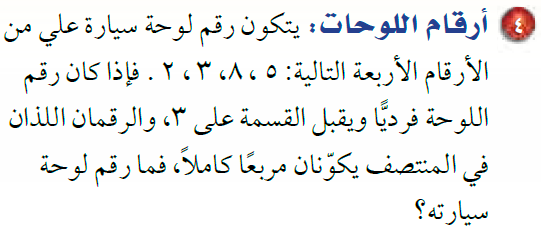 ٤ أرقام اللوحات: يتكون رقم لوحة سيارة علي من
الأرقام الأربعة التالية: ٥ ، ٨، ٣ ، ٢ . فإذا كان رقم
اللوحة فرديًّا ويقبل القسمة على ٣، والرقمان اللذان
في المنتصف يكوّنان مربعًا كاملاً، فما رقم لوحة
سيارته؟